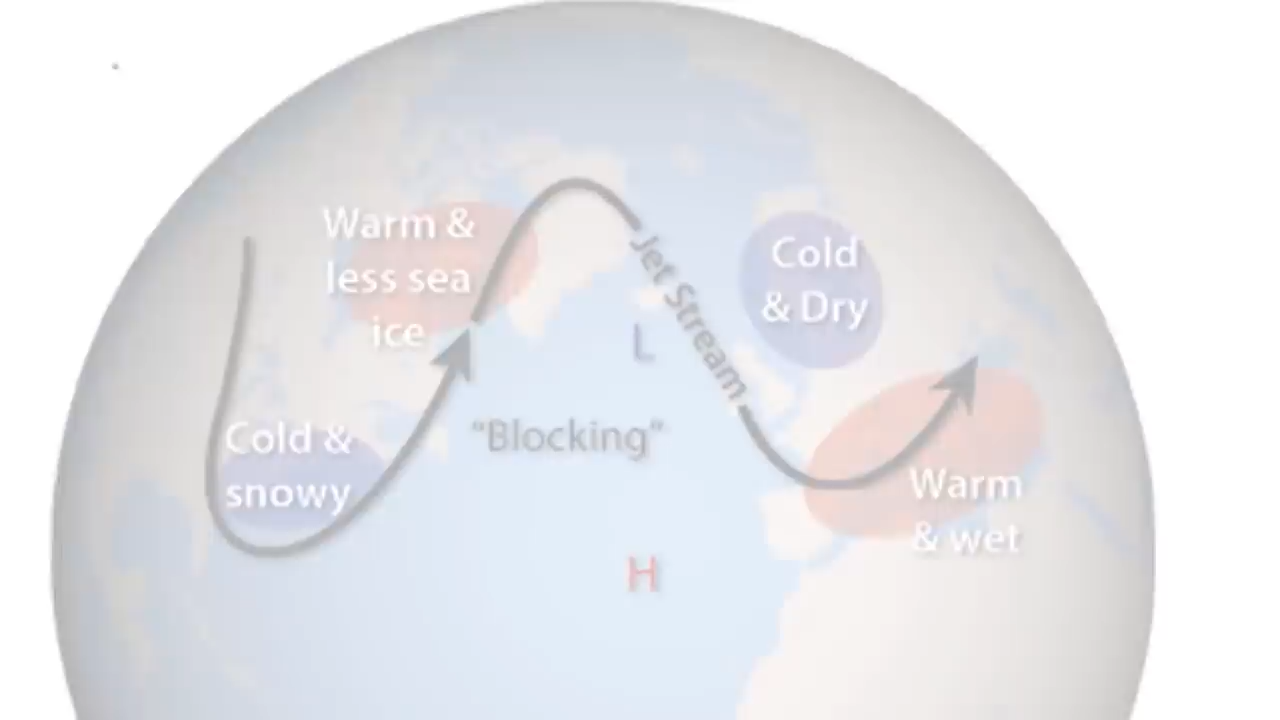 Warm &
less sea
ice
Jet Stream
Cold
& Dry
L
Cold &
snowy
“Blocking”
Warm
& wet
H